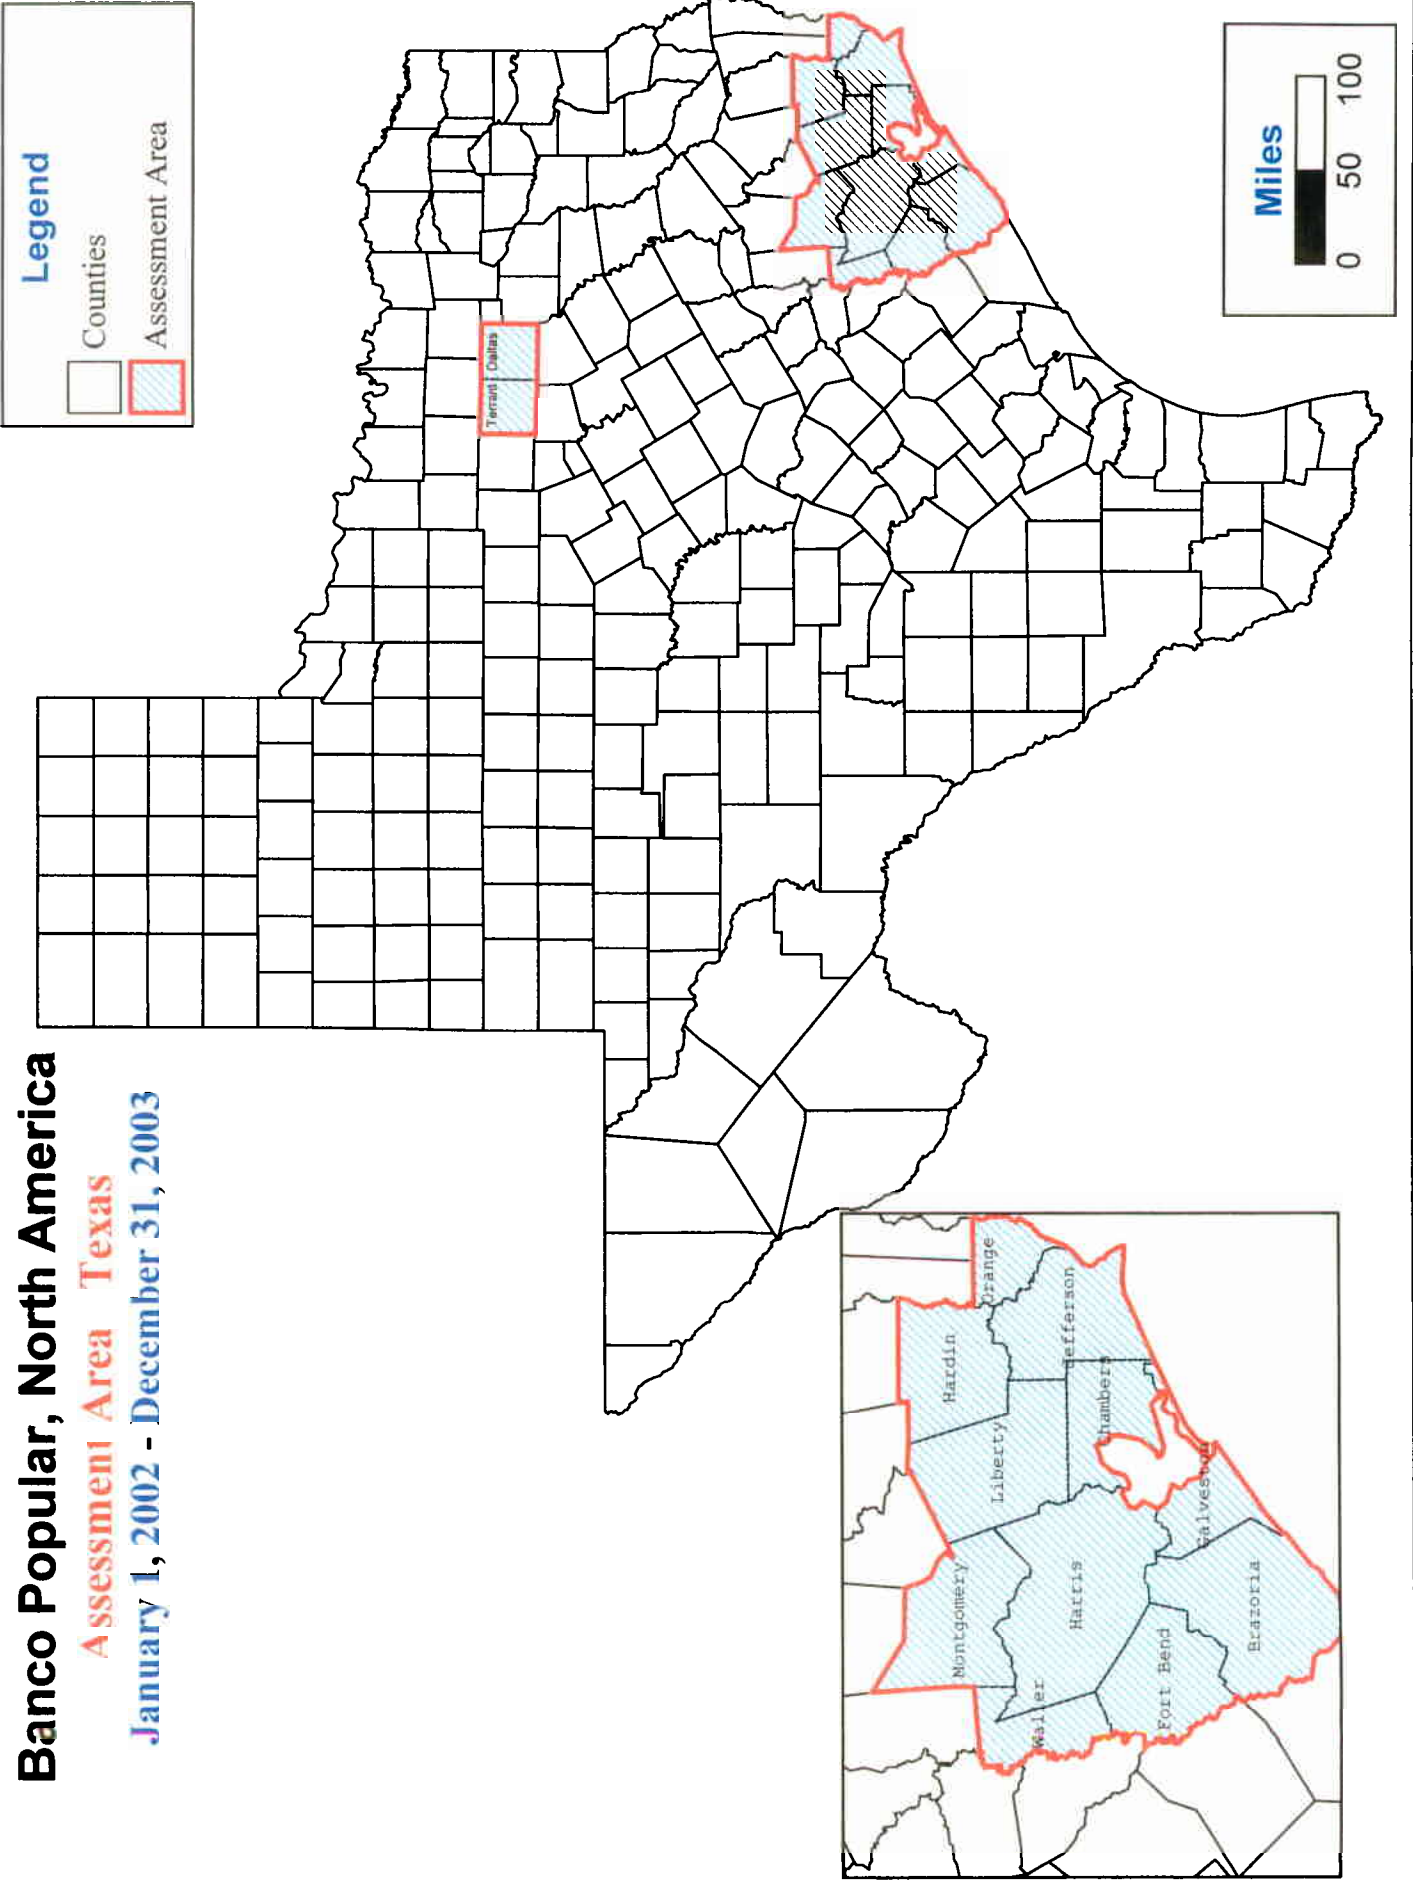 Banco Popular, North America
Assessment Area Texas
January 1, 2002 - December 31, 2003
Legend
Counties
Assessment Area
Tarrant
Dallas
Miles
0 50 100
Orange
Hardin
Jefferson
Liberty
Chambers
Galveston
Montgomery
Harris
Waller
Fort Bend
Brazoria